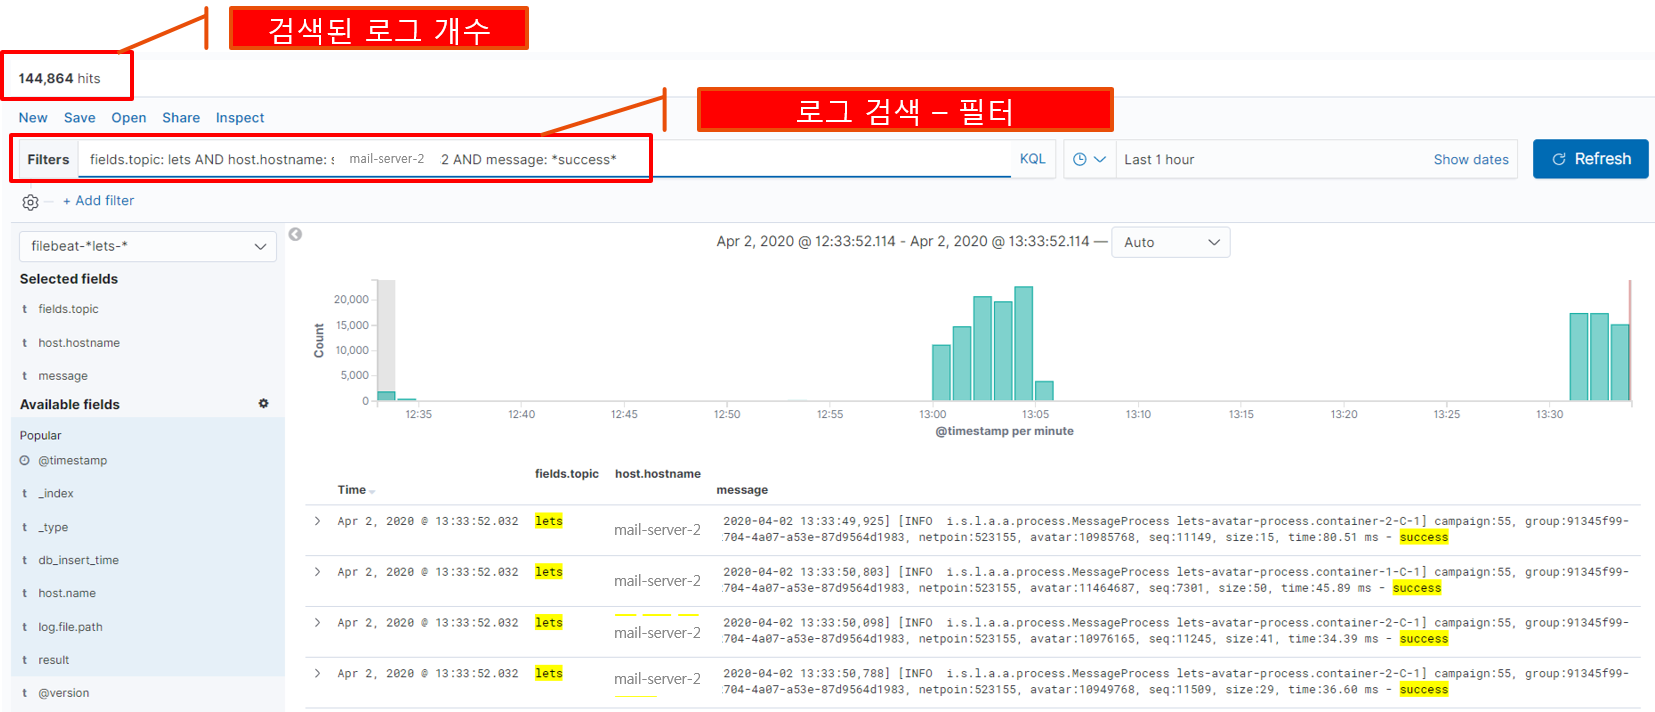 검색된 로그 개수
144,864 hits
로그 검색 – 필터
New Save Open Share Inspect
Filters fields.topic: lets AND host.hostname: s mail-server-2 2 AND message: *success* KQL Last 1 hour Show dates Refresh
+ Add filter
filebeat-*lets-*
Apr 2, 2020 @ 12:33:52.114 - Apr 2, 2020 @ 13:33:52.114 — Auto
Selected fields
t fields.topic
t host.hostname
t message
Available fields
Popular
@timestamp
t _index
t _type
t db_insert_time
t host.name
t log.file.path
t result
t @version
Count
20,000
15,000
10,000
5,000
0
12:35 12:40 12:45 12:50 12:55 13:00 13:05 13:10 13:15 13:20 13:25 13:30
@timestamp per minute
Time fields.topic host.hostname message
Apr 2, 2020 @ 13:33:52.032 lets mail-server-2 2020-04-02 13:33:49,925] [INFO i.s.l.a.a.process.MessageProcess lets-avatar-process.container-2-C-1] campaign:55, group:91345f99-
704-4a07-a53e-87d9564d1983, netpoin:523155, avatar:10985768, seq:11149, size:15, time:80.51 ms - success
Apr 2, 2020 @ 13:33:52.032 lets mail-server-2 2020-04-02 13:33:50,803] [INFO i.s.l.a.a.process.MessageProcess lets-avatar-process.container-1-C-1] campaign:55, group:91345f99-
704-4a07-a53e-87d9564d1983, netpoin:523155, avatar:11464687, seq:7301, size:50, time:45.89 ms - success
Apr 2, 2020 @ 13:33:52.032 lets mail-server-2 2020-04-02 13:33:50,098] [INFO i.s.l.a.a.process.MessageProcess lets-avatar-process.container-2-C-1] campaign:55, group:91345f99-
704-4a07-a53e-87d9564d1983, netpoin:523155, avatar:10976165, seq:11245, size:41, time:34.39 ms - success
Apr 2, 2020 @ 13:33:52.032 lets mail-server-2 2020-04-02 13:33:50,788] [INFO i.s.l.a.a.process.MessageProcess lets-avatar-process.container-2-C-1] campaign:55, group:91345f99-
704-4a07-a53e-87d9564d1983, netpoin:523155, avatar:10949768, seq:11509, size:29, time:36.60 ms - success